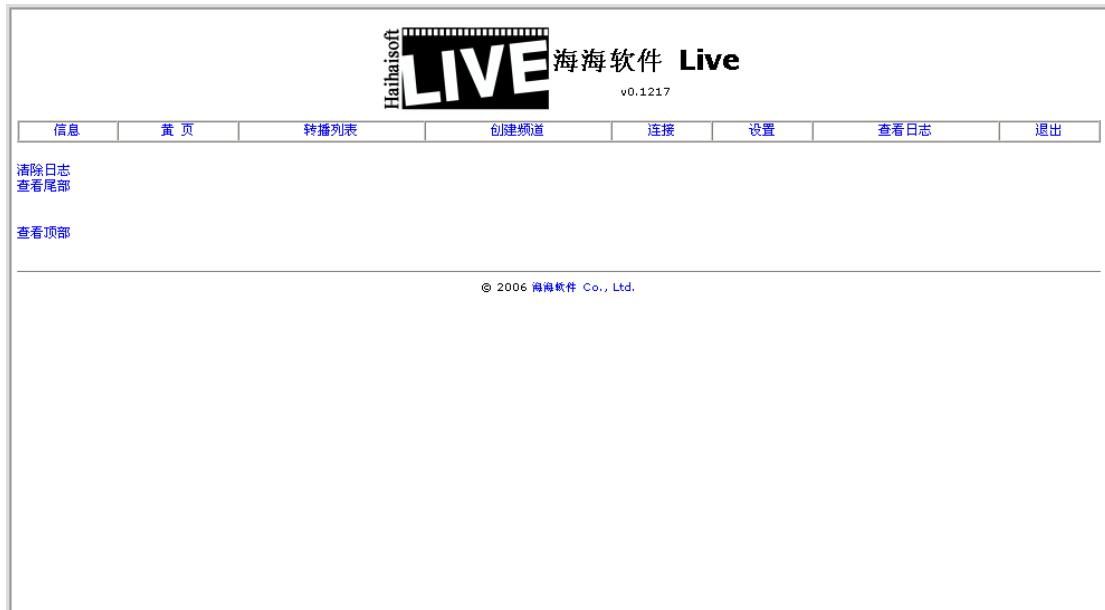 Haihaisoft
LIVE
海海软件 Live
v0.1217
信息 黄 页 转播列表 创建频道 连接 设置 查看日志 退出
清除日志
查看尾部
查看顶部
© 2006 海海軟件 Co., Ltd.